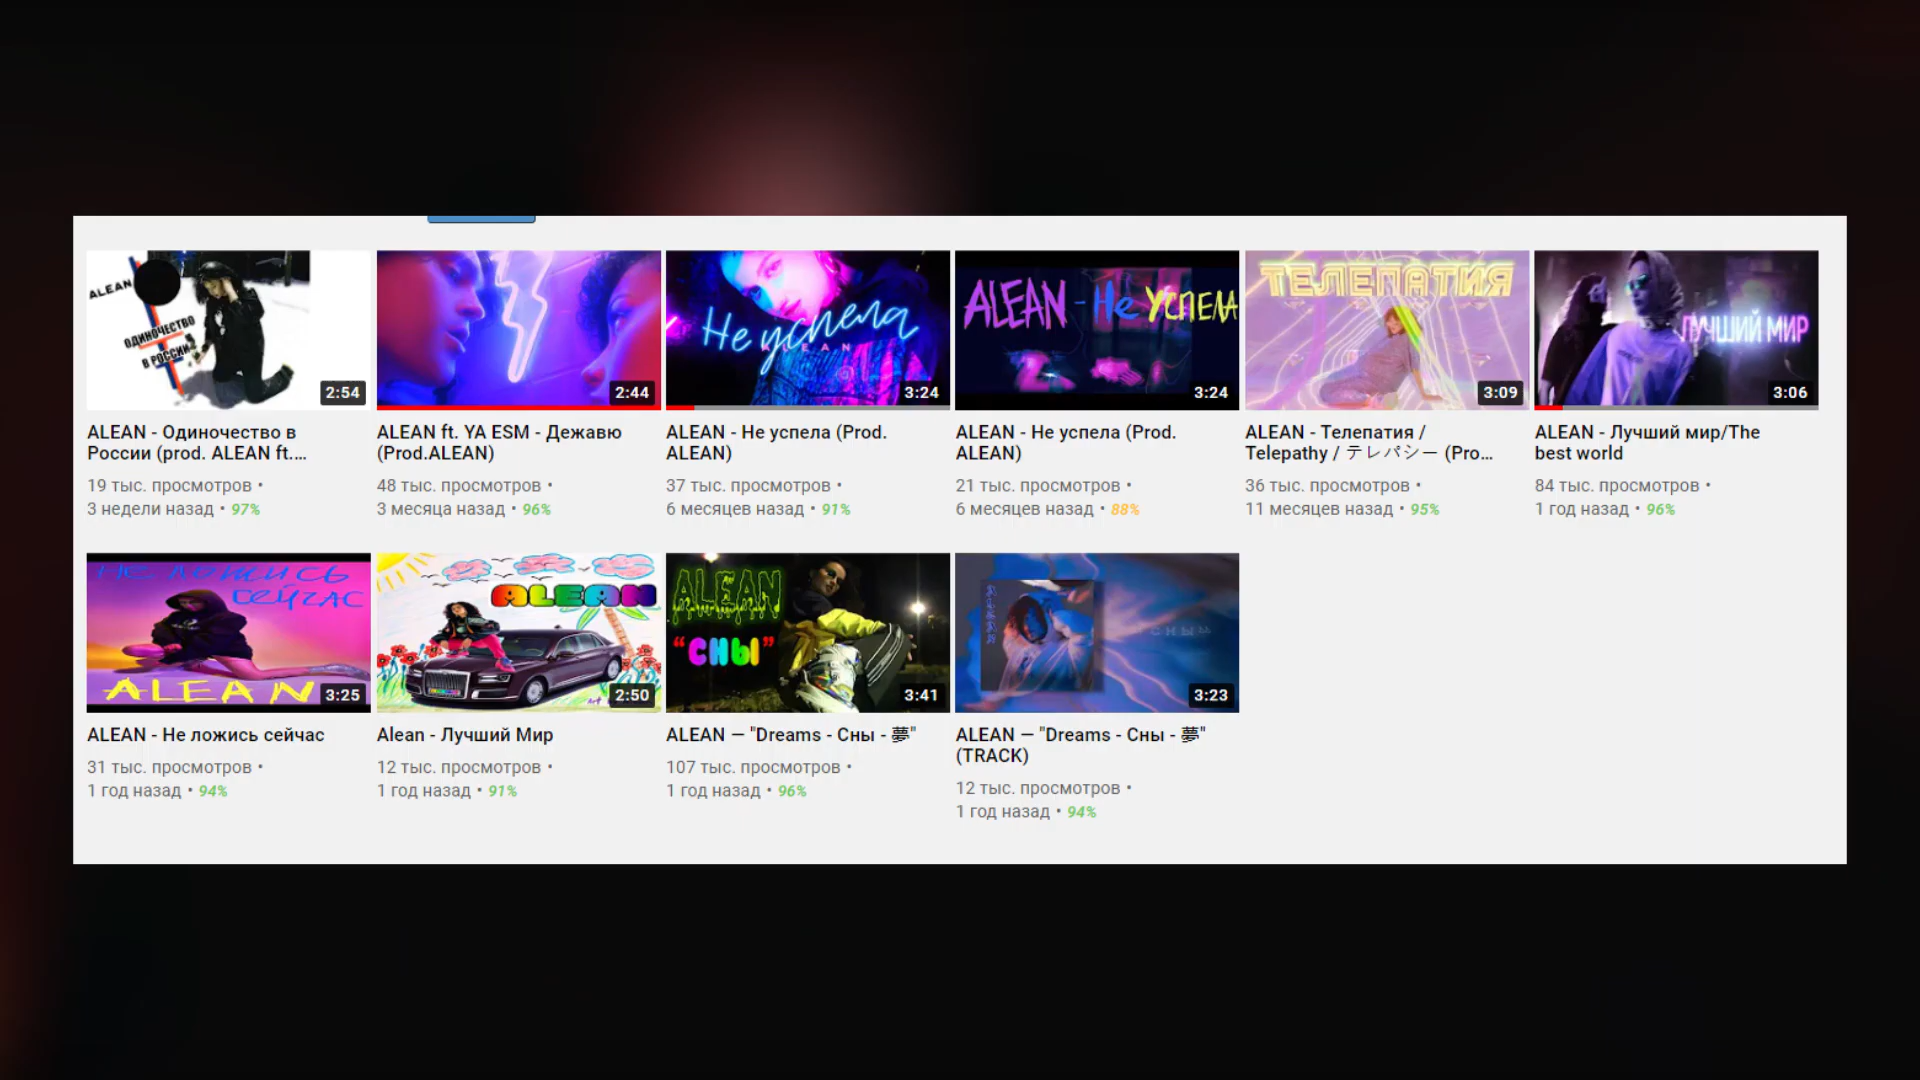 ALEAN
ОДИНОЧЕСТВО
В РОССИИ
2:54
2:44
Не успела
ALEAN
3:24
ALEAN - Не УСПЕЛА
3:24
ТЕЛЕПАТИЯ
3:09
ЛУЧШИЙ МИР
3:06
ALEAN - Одиночество в
России (prod. ALEAN ft....
19 тыс. просмотров •
3 недели назад • 97%
ALEAN ft. YA ESM - Дежавю
(Prod.ALEAN)
48 тыс. просмотров •
3 месяца назад • 96%
ALEAN - Не успела (Prod.
ALEAN)
37 тыс. просмотров •
6 месяцев назад • 91%
ALEAN - Не успела (Prod.
ALEAN)
21 тыс. просмотров •
6 месяцев назад • 88%
ALEAN - Телепатия /
Telepathy / テレパシー (Pro...
36 тыс. просмотров •
11 месяцев назад • 95%
ALEAN - Лучший мир/The
best world
84 тыс. просмотров •
1 год назад • 96%
НЕ ЛОЖИСЬ
СЕЙЧАС
ALEAN
3:25
ALEAN
2:50
ALEAN
"СНЫ"
3:41
ALEAN
СНЫ
3:23
ALEAN - Не ложись сейчас
31 тыс. просмотров •
1 год назад • 94%
Alean - Лучший Мир
12 тыс. просмотров •
1 год назад • 91%
ALEAN — "Dreams - Сны - 夢"
107 тыс. просмотров •
1 год назад • 96%
ALEAN — "Dreams - Сны - 夢"
(TRACK)
12 тыс. просмотров •
1 год назад • 94%